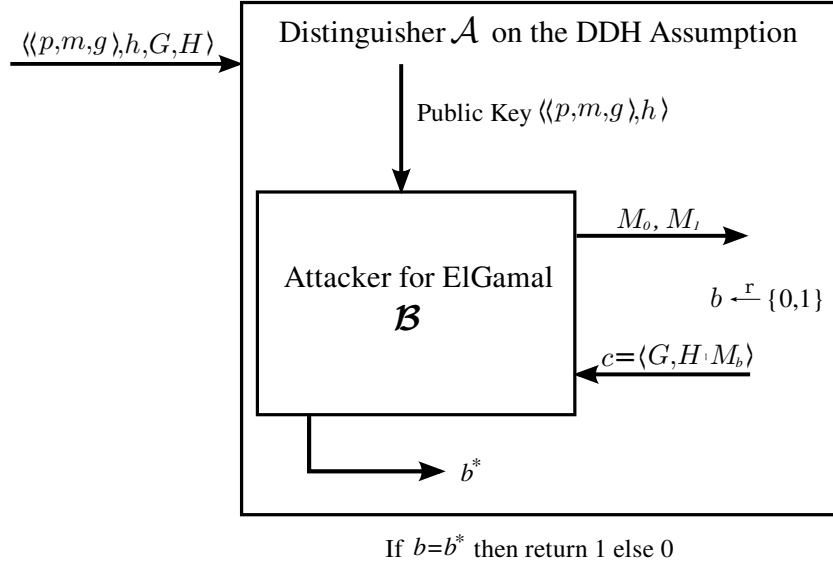 ⟨⟨p,m,g⟩,h,G,H⟩
Distinguisher 𝒜 on the DDH Assumption
Public Key ⟨⟨p,m,g⟩,h⟩
M₀, M₁
Attacker for ElGamal
ℬ
b ←r {0,1}
c=⟨G,H·M_b⟩
b*
If b=b* then return 1 else 0